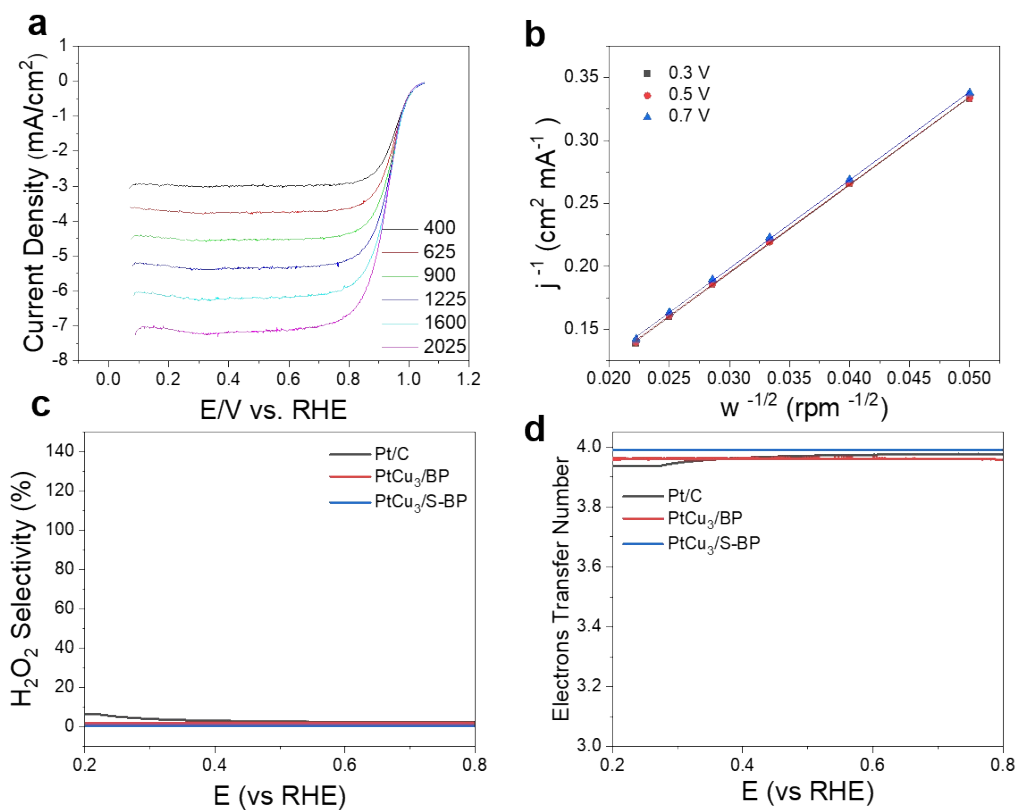 a
1
0
-1
-2
-3
-4
-5
-6
-7
-8
Current Density (mA/cm²)
400
625
900
1225
1600
2025
0.0 0.2 0.4 0.6 0.8 1.0 1.2
E/V vs. RHE
b
0.35
0.30
0.25
0.20
0.15
j ⁻¹ (cm² mA⁻¹)
0.3 V
0.5 V
0.7 V
0.020 0.025 0.030 0.035 0.040 0.045 0.050
w ⁻¹/² (rpm ⁻¹/²)
c
140
120
100
80
60
40
20
0
H₂O₂ Selectivity (%)
Pt/C
PtCu₃/BP
PtCu₃/S-BP
0.2 0.4 0.6 0.8
E (vs RHE)
d
4.0
3.8
3.6
3.4
3.2
3.0
Electrons Transfer Number
Pt/C
PtCu₃/BP
PtCu₃/S-BP
0.2 0.4 0.6 0.8
E (vs RHE)